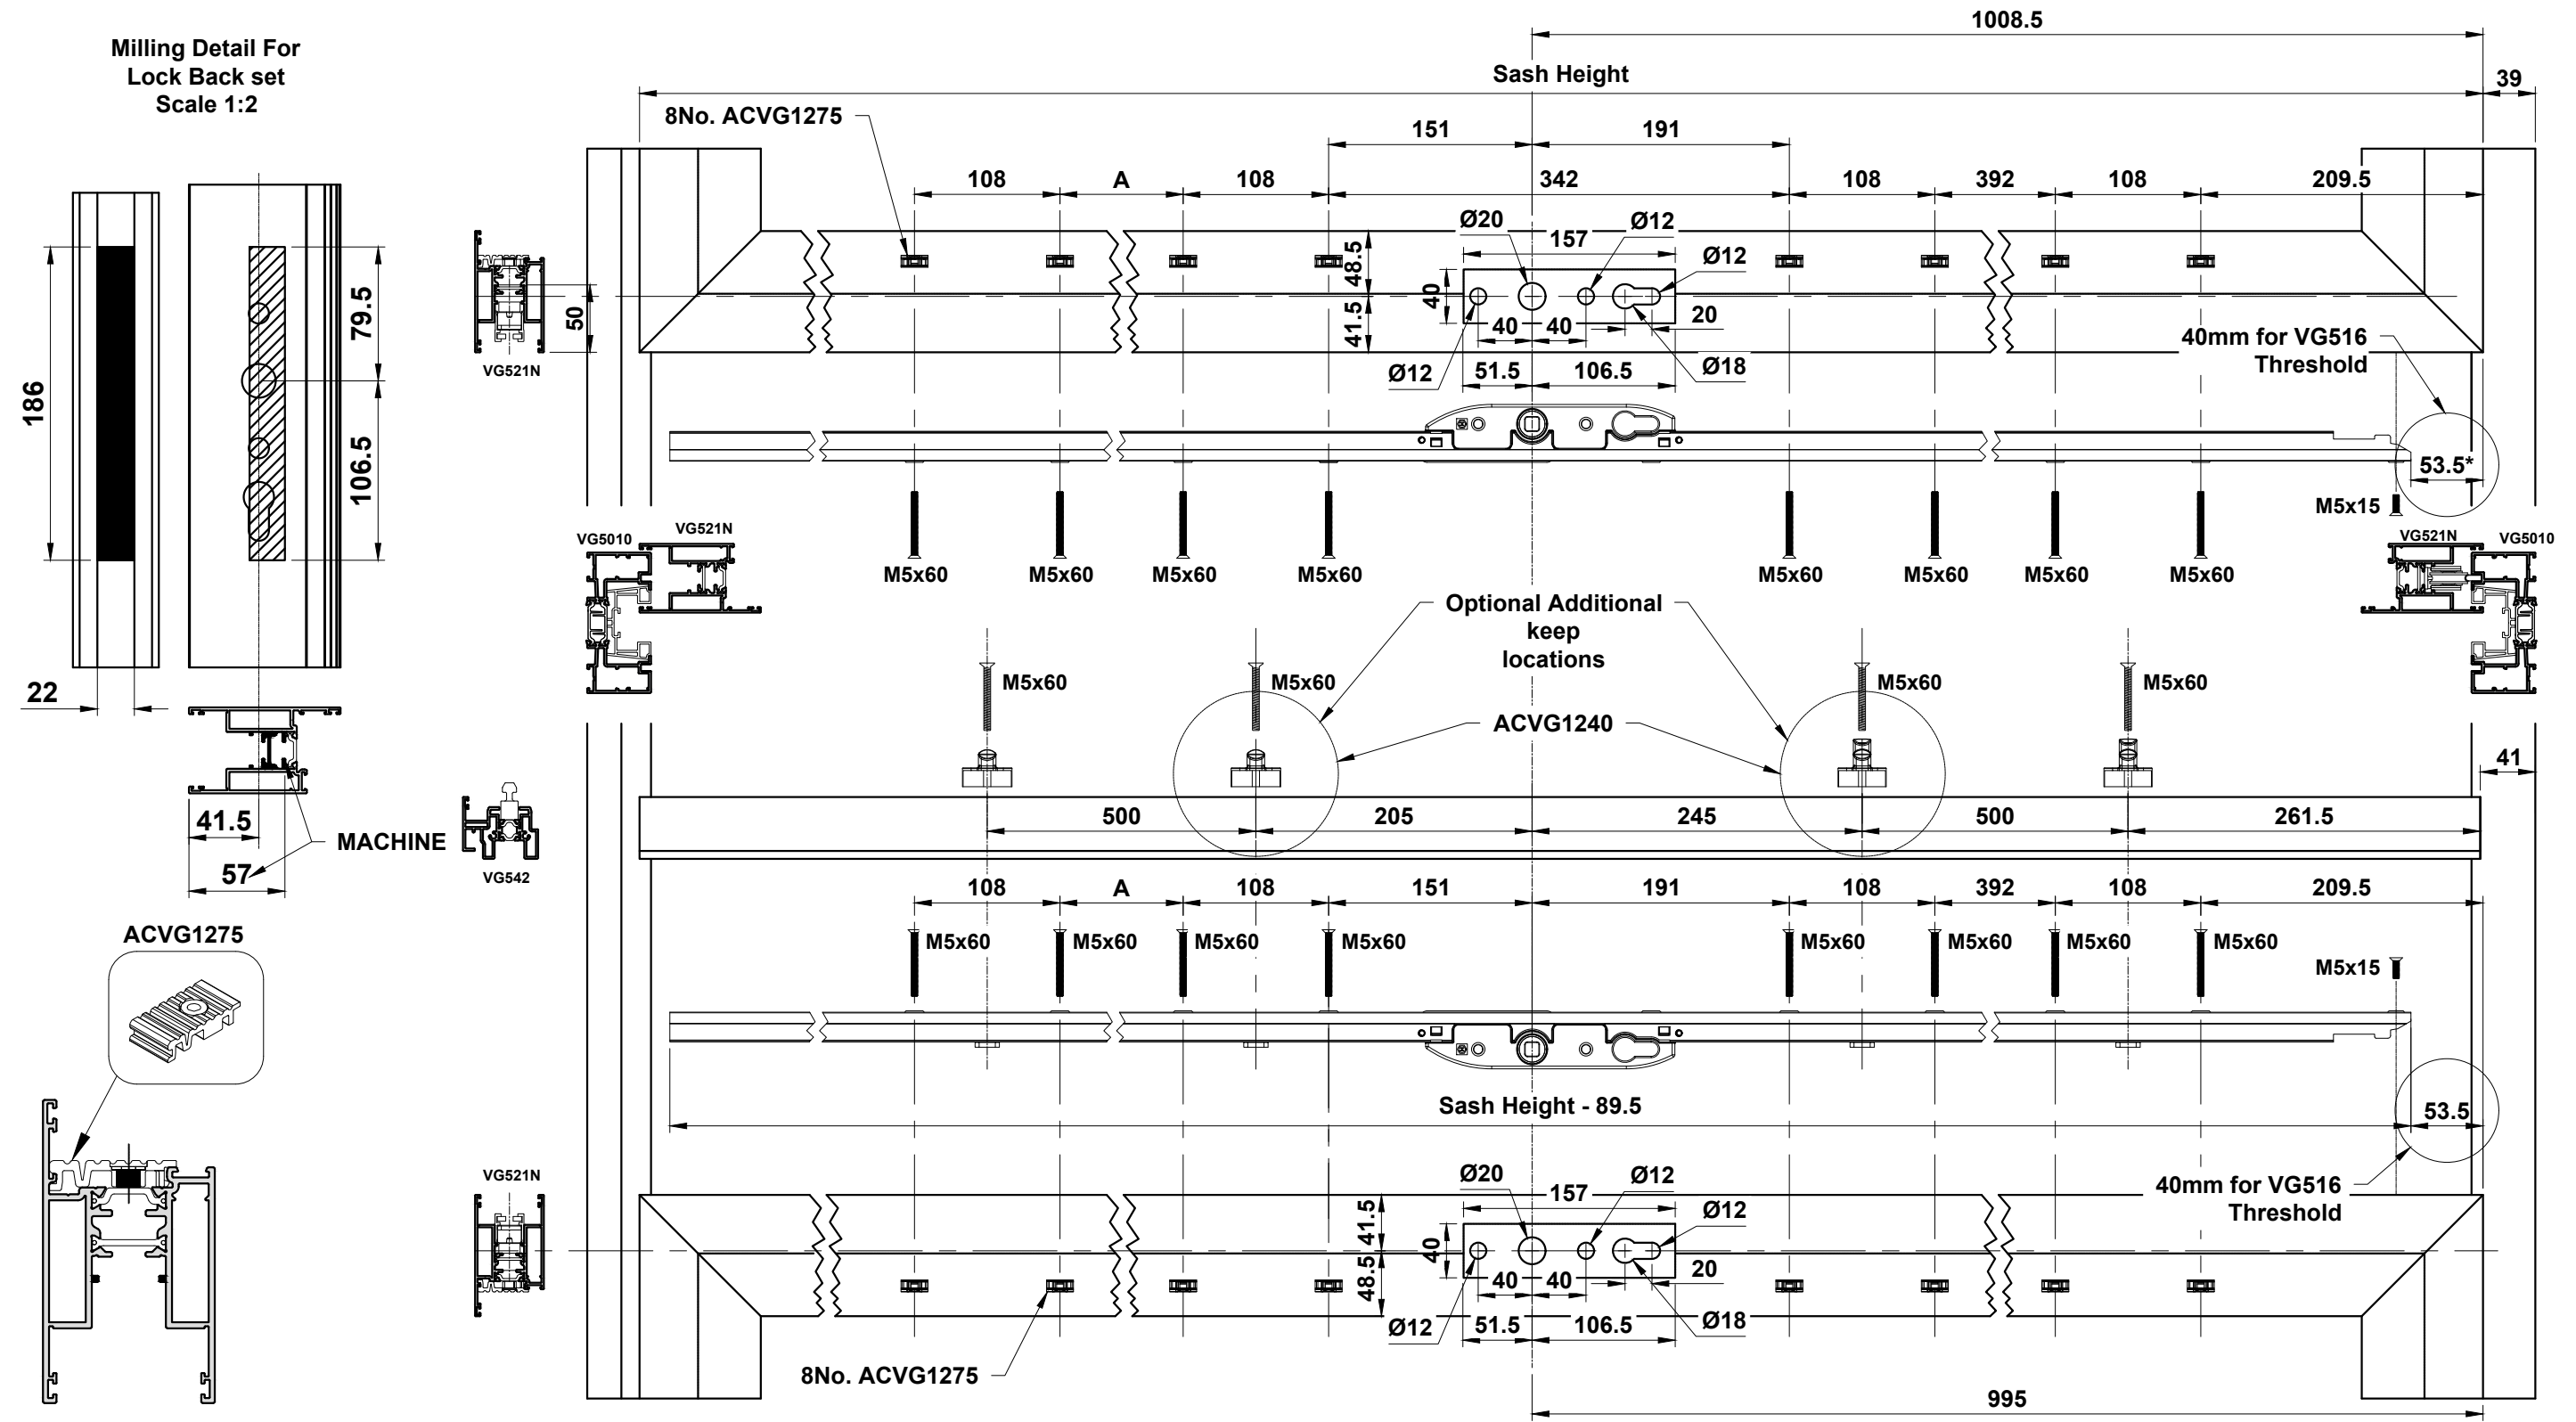 Milling Detail For
Lock Back set
Scale 1:2
186
79.5
106.5
22
41.5
57
MACHINE
ACVG1275
1008.5
Sash Height
39
8No. ACVG1275
151
191
108
A
108
342
108
392
108
209.5
Ø20
Ø12
157
Ø12
48.5
40
41.5
50
40
40
20
VG521N
Ø12
51.5
106.5
Ø18
40mm for VG516
Threshold
53.5*
M5x15
M5x60
M5x60
M5x60
M5x60
M5x60
M5x60
M5x60
M5x60
VG5010
VG521N
VG521N
VG5010
Optional Additional
keep
locations
M5x60
M5x60
M5x60
M5x60
ACVG1240
41
500
205
245
500
261.5
VG542
108
A
108
151
191
108
392
108
209.5
M5x60
M5x60
M5x60
M5x60
M5x60
M5x60
M5x60
M5x60
M5x15
Sash Height - 89.5
53.5
40mm for VG516
Threshold
VG521N
Ø20
Ø12
157
Ø12
41.5
40
48.5
40
40
20
Ø12
51.5
106.5
Ø18
8No. ACVG1275
995